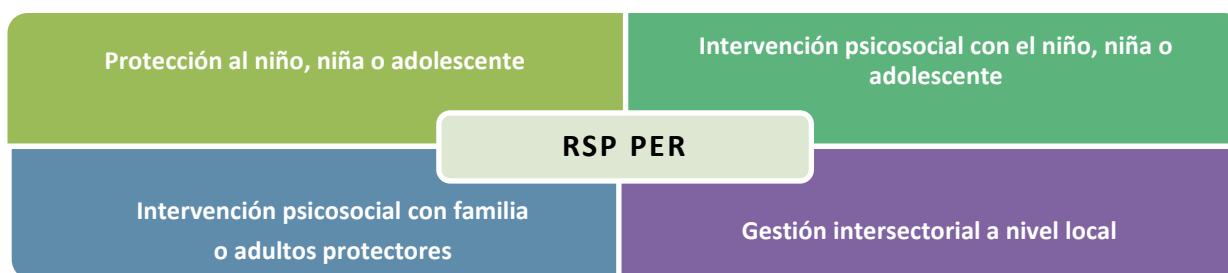 Protección al niño, niña o adolescente
Intervención psicosocial con el niño, niña o
adolescente
RSP PER
Intervención psicosocial con familia
o adultos protectores
Gestión intersectorial a nivel local